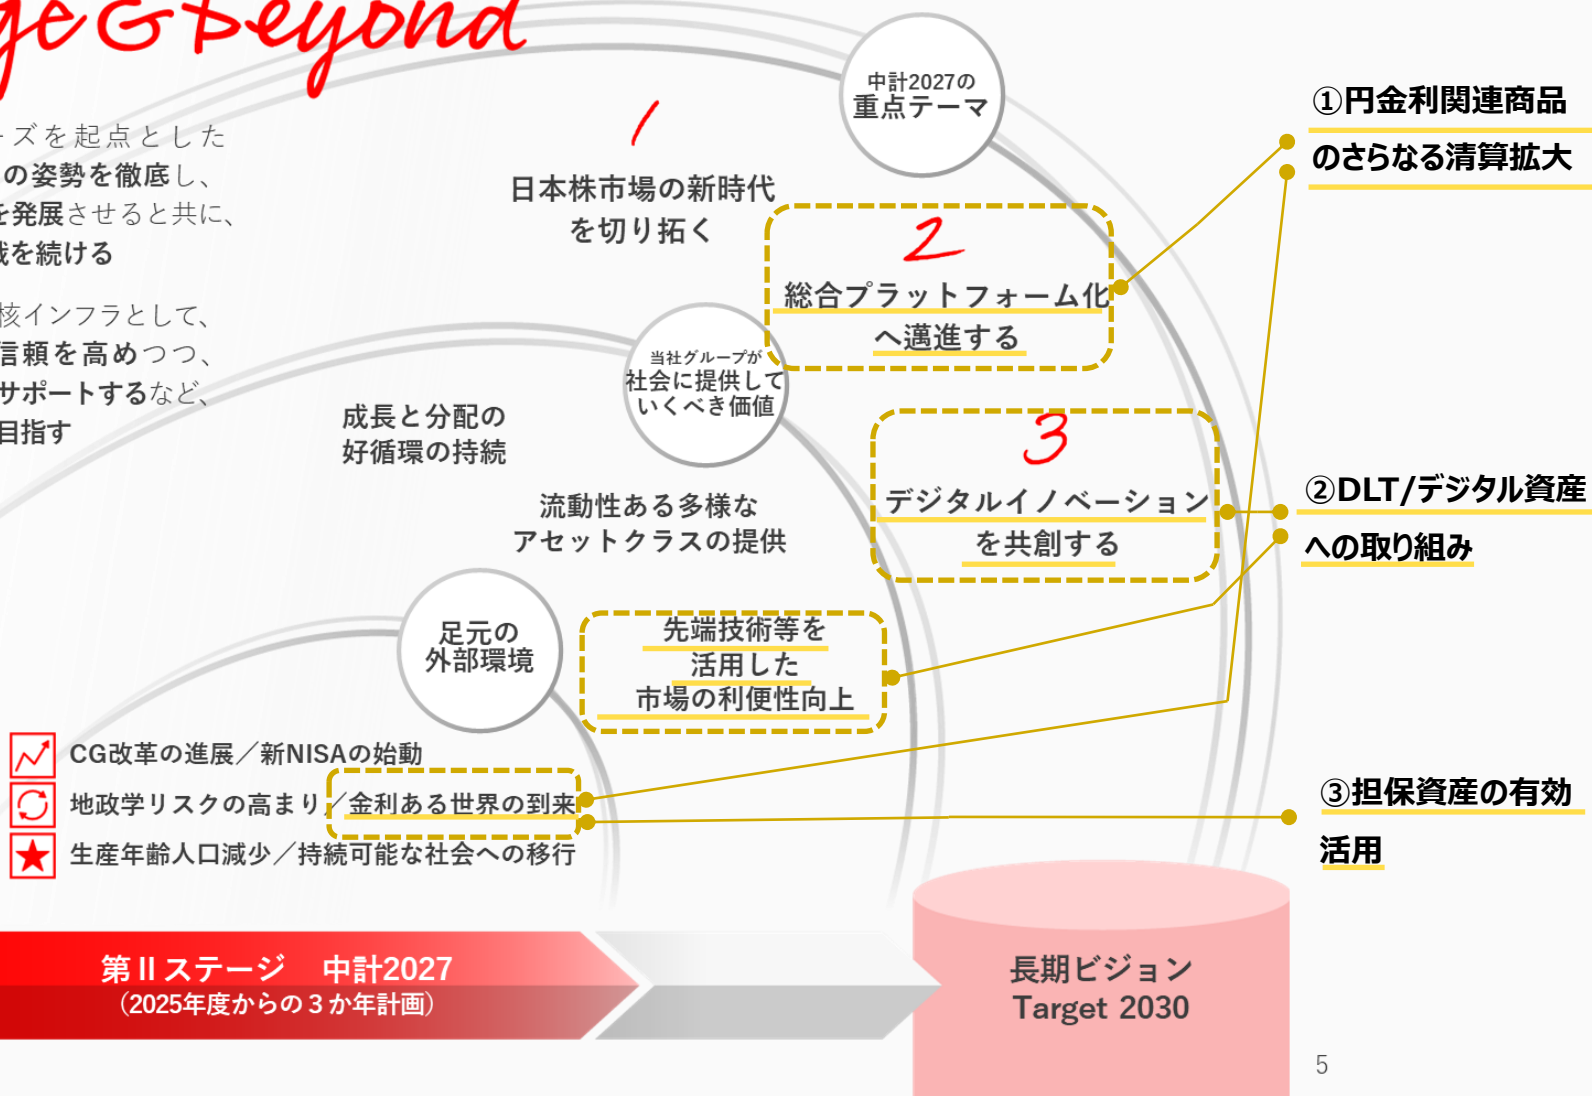 ge & Beyond
ーズを起点とした
の姿勢を徹底し、
を発展させると共に、
戦を続ける
核インフラとして、
信頼を高めつつ、
サポートするなど、
目指す
中計2027の
重点テーマ
1
日本株市場の新時代
を切り拓く
2
総合プラットフォーム化
へ邁進する
3
デジタルイノベーション
を共創する
当社グループが
社会に提供して
いくべき価値
成長と分配の
好循環の持続
流動性ある多様な
アセットクラスの提供
先端技術等を
活用した
市場の利便性向上
足元の
外部環境
CG改革の進展／新NISAの始動
地政学リスクの高まり／金利ある世界の到来
生産年齢人口減少／持続可能な社会への移行
①円金利関連商品
のさらなる清算拡大
②DLT/デジタル資産
への取り組み
③担保資産の有効
活用
第Ⅱステージ　中計2027
（2025年度からの３か年計画）
長期ビジョン
Target 2030
5